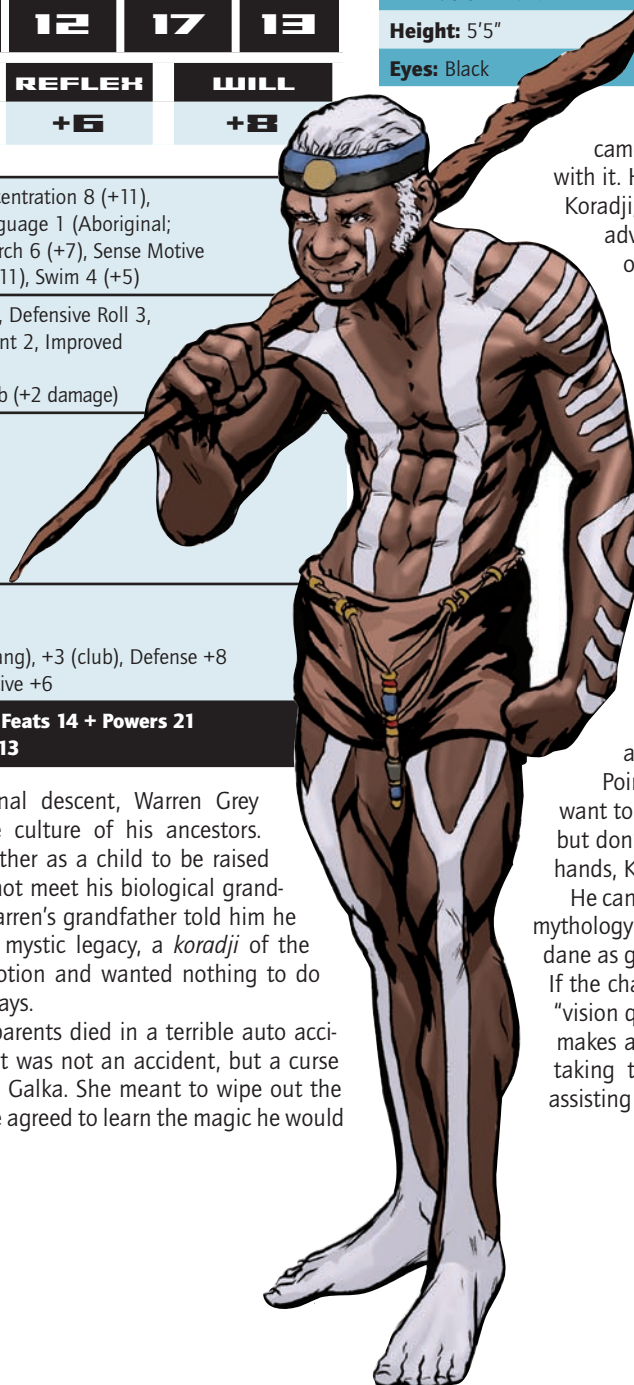 12 17 13
REFLEX WILL
+6 +8
entration 8 (+11),
guage 1 (Aboriginal;
rch 6 (+7), Sense Motive
11), Swim 4 (+5)
, Defensive Roll 3,
nt 2, Improved
b (+2 damage)
ang), +3 (club), Defense +8
ive +6
Feats 14 + Powers 21
13
nal descent, Warren Grey
e culture of his ancestors.
ther as a child to be raised
not meet his biological grand-
arren’s grandfather told him he
mystic legacy, a koradji of the
otion and wanted nothing to do
ays.
parents died in a terrible auto acci-
t was not an accident, but a curse
Galka. She meant to wipe out the
e agreed to learn the magic he would
Height: 5’5”
Eyes: Black
cam
with it. H
Koradji,
adv
o
a
Poin
want to
but don
hands, K
He can
mythology
dane as g
If the cha
“vision q
makes a
taking t
assisting